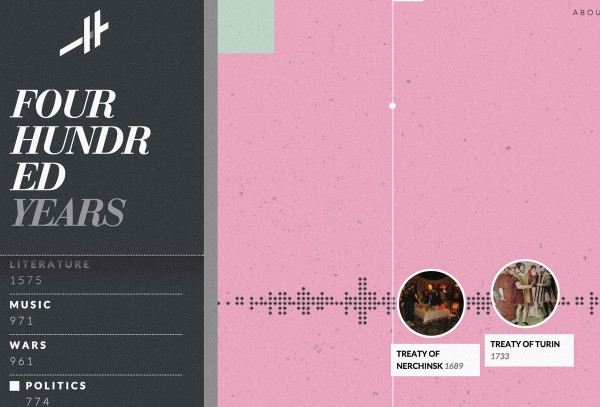 ABOU
FOUR
HUNDR
ED
YEARS
LITERATURE
1575
MUSIC
971
WARS
961
POLITICS
774
TREATY OF
NERCHINSK 1689
TREATY OF TURIN
1733